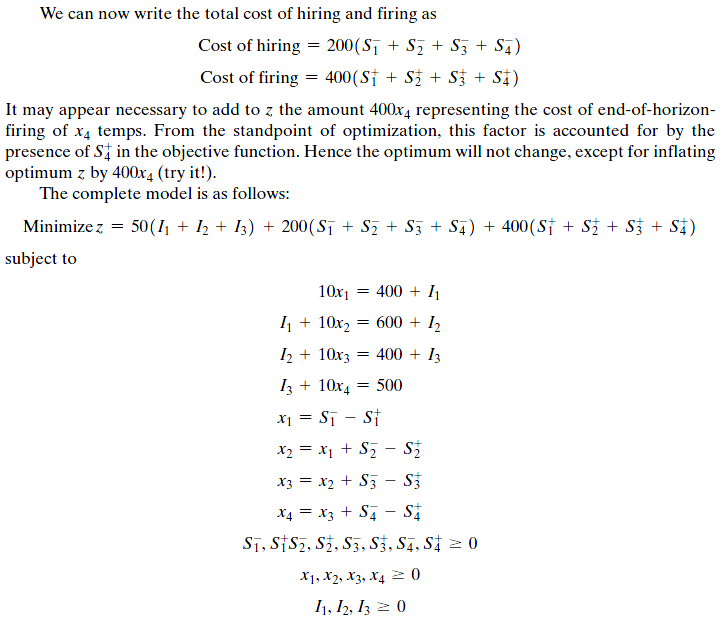 We can now write the total cost of hiring and firing as
Cost of hiring = 200(S₁⁻ + S₂⁻ + S₃⁻ + S₄⁻)
Cost of firing = 400(S₁⁺ + S₂⁺ + S₃⁺ + S₄⁺)
It may appear necessary to add to z the amount 400x₄ representing the cost of end-of-horizon-
firing of x₄ temps. From the standpoint of optimization, this factor is accounted for by the
presence of S₄⁺ in the objective function. Hence the optimum will not change, except for inflating
optimum z by 400x₄ (try it!).
The complete model is as follows:
Minimize z = 50(I₁ + I₂ + I₃) + 200(S₁⁻ + S₂⁻ + S₃⁻ + S₄⁻) + 400(S₁⁺ + S₂⁺ + S₃⁺ + S₄⁺)
subject to
10x₁ = 400 + I₁
I₁ + 10x₂ = 600 + I₂
I₂ + 10x₃ = 400 + I₃
I₃ + 10x₄ = 500
x₁ = S₁⁻ − S₁⁺
x₂ = x₁ + S₂⁻ − S₂⁺
x₃ = x₂ + S₃⁻ − S₃⁺
x₄ = x₃ + S₄⁻ − S₄⁺
S₁⁻, S₁⁺S₂⁻, S₂⁺, S₃⁻, S₃⁺, S₄⁻, S₄⁺ ≥ 0
x₁, x₂, x₃, x₄ ≥ 0
I₁, I₂, I₃ ≥ 0